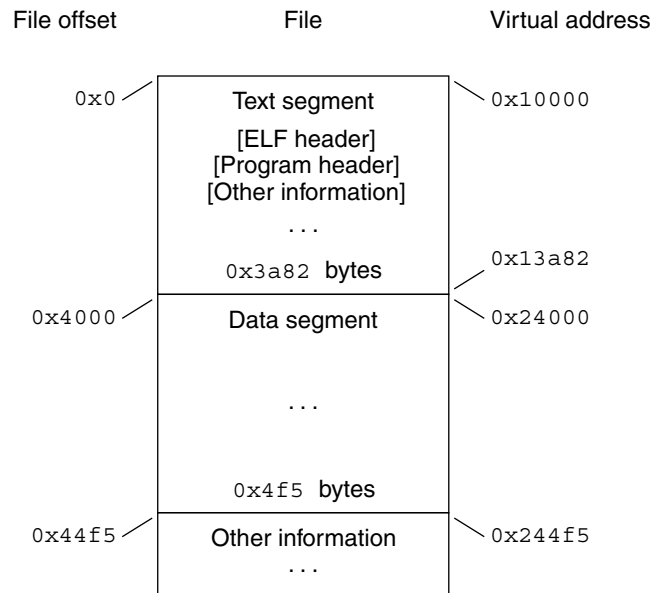 File offset File Virtual address
0x0 Text segment 0x10000
[ELF header]
[Program header]
[Other information]
...
0x3a82 bytes 0x13a82
0x4000 Data segment 0x24000
...
0x4f5 bytes
0x44f5 Other information 0x244f5
...